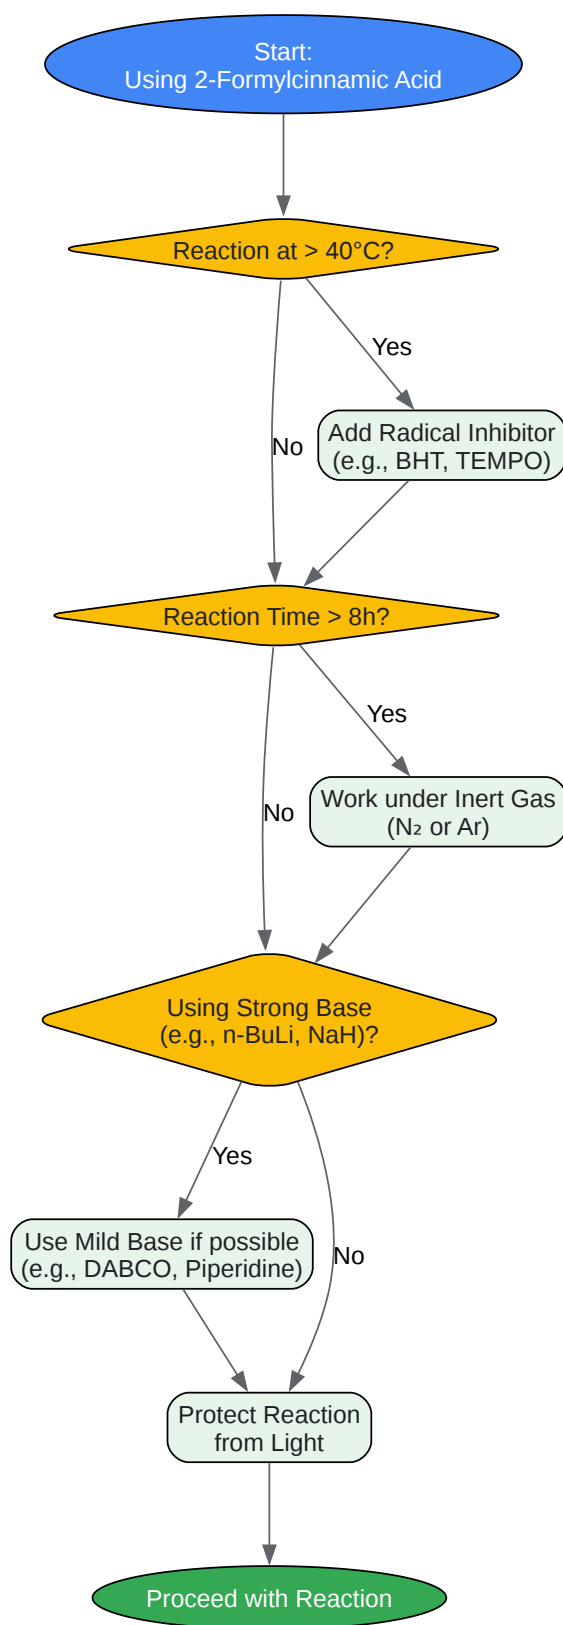 Start:
Using 2-Formylcinnamic Acid
Reaction at > 40°C?
Yes
No
Add Radical Inhibitor
(e.g., BHT, TEMPO)
Reaction Time > 8h?
Yes
No
Work under Inert Gas
(N₂ or Ar)
Using Strong Base
(e.g., n-BuLi, NaH)?
Yes
No
Use Mild Base if possible
(e.g., DABCO, Piperidine)
Protect Reaction
from Light
Proceed with Reaction